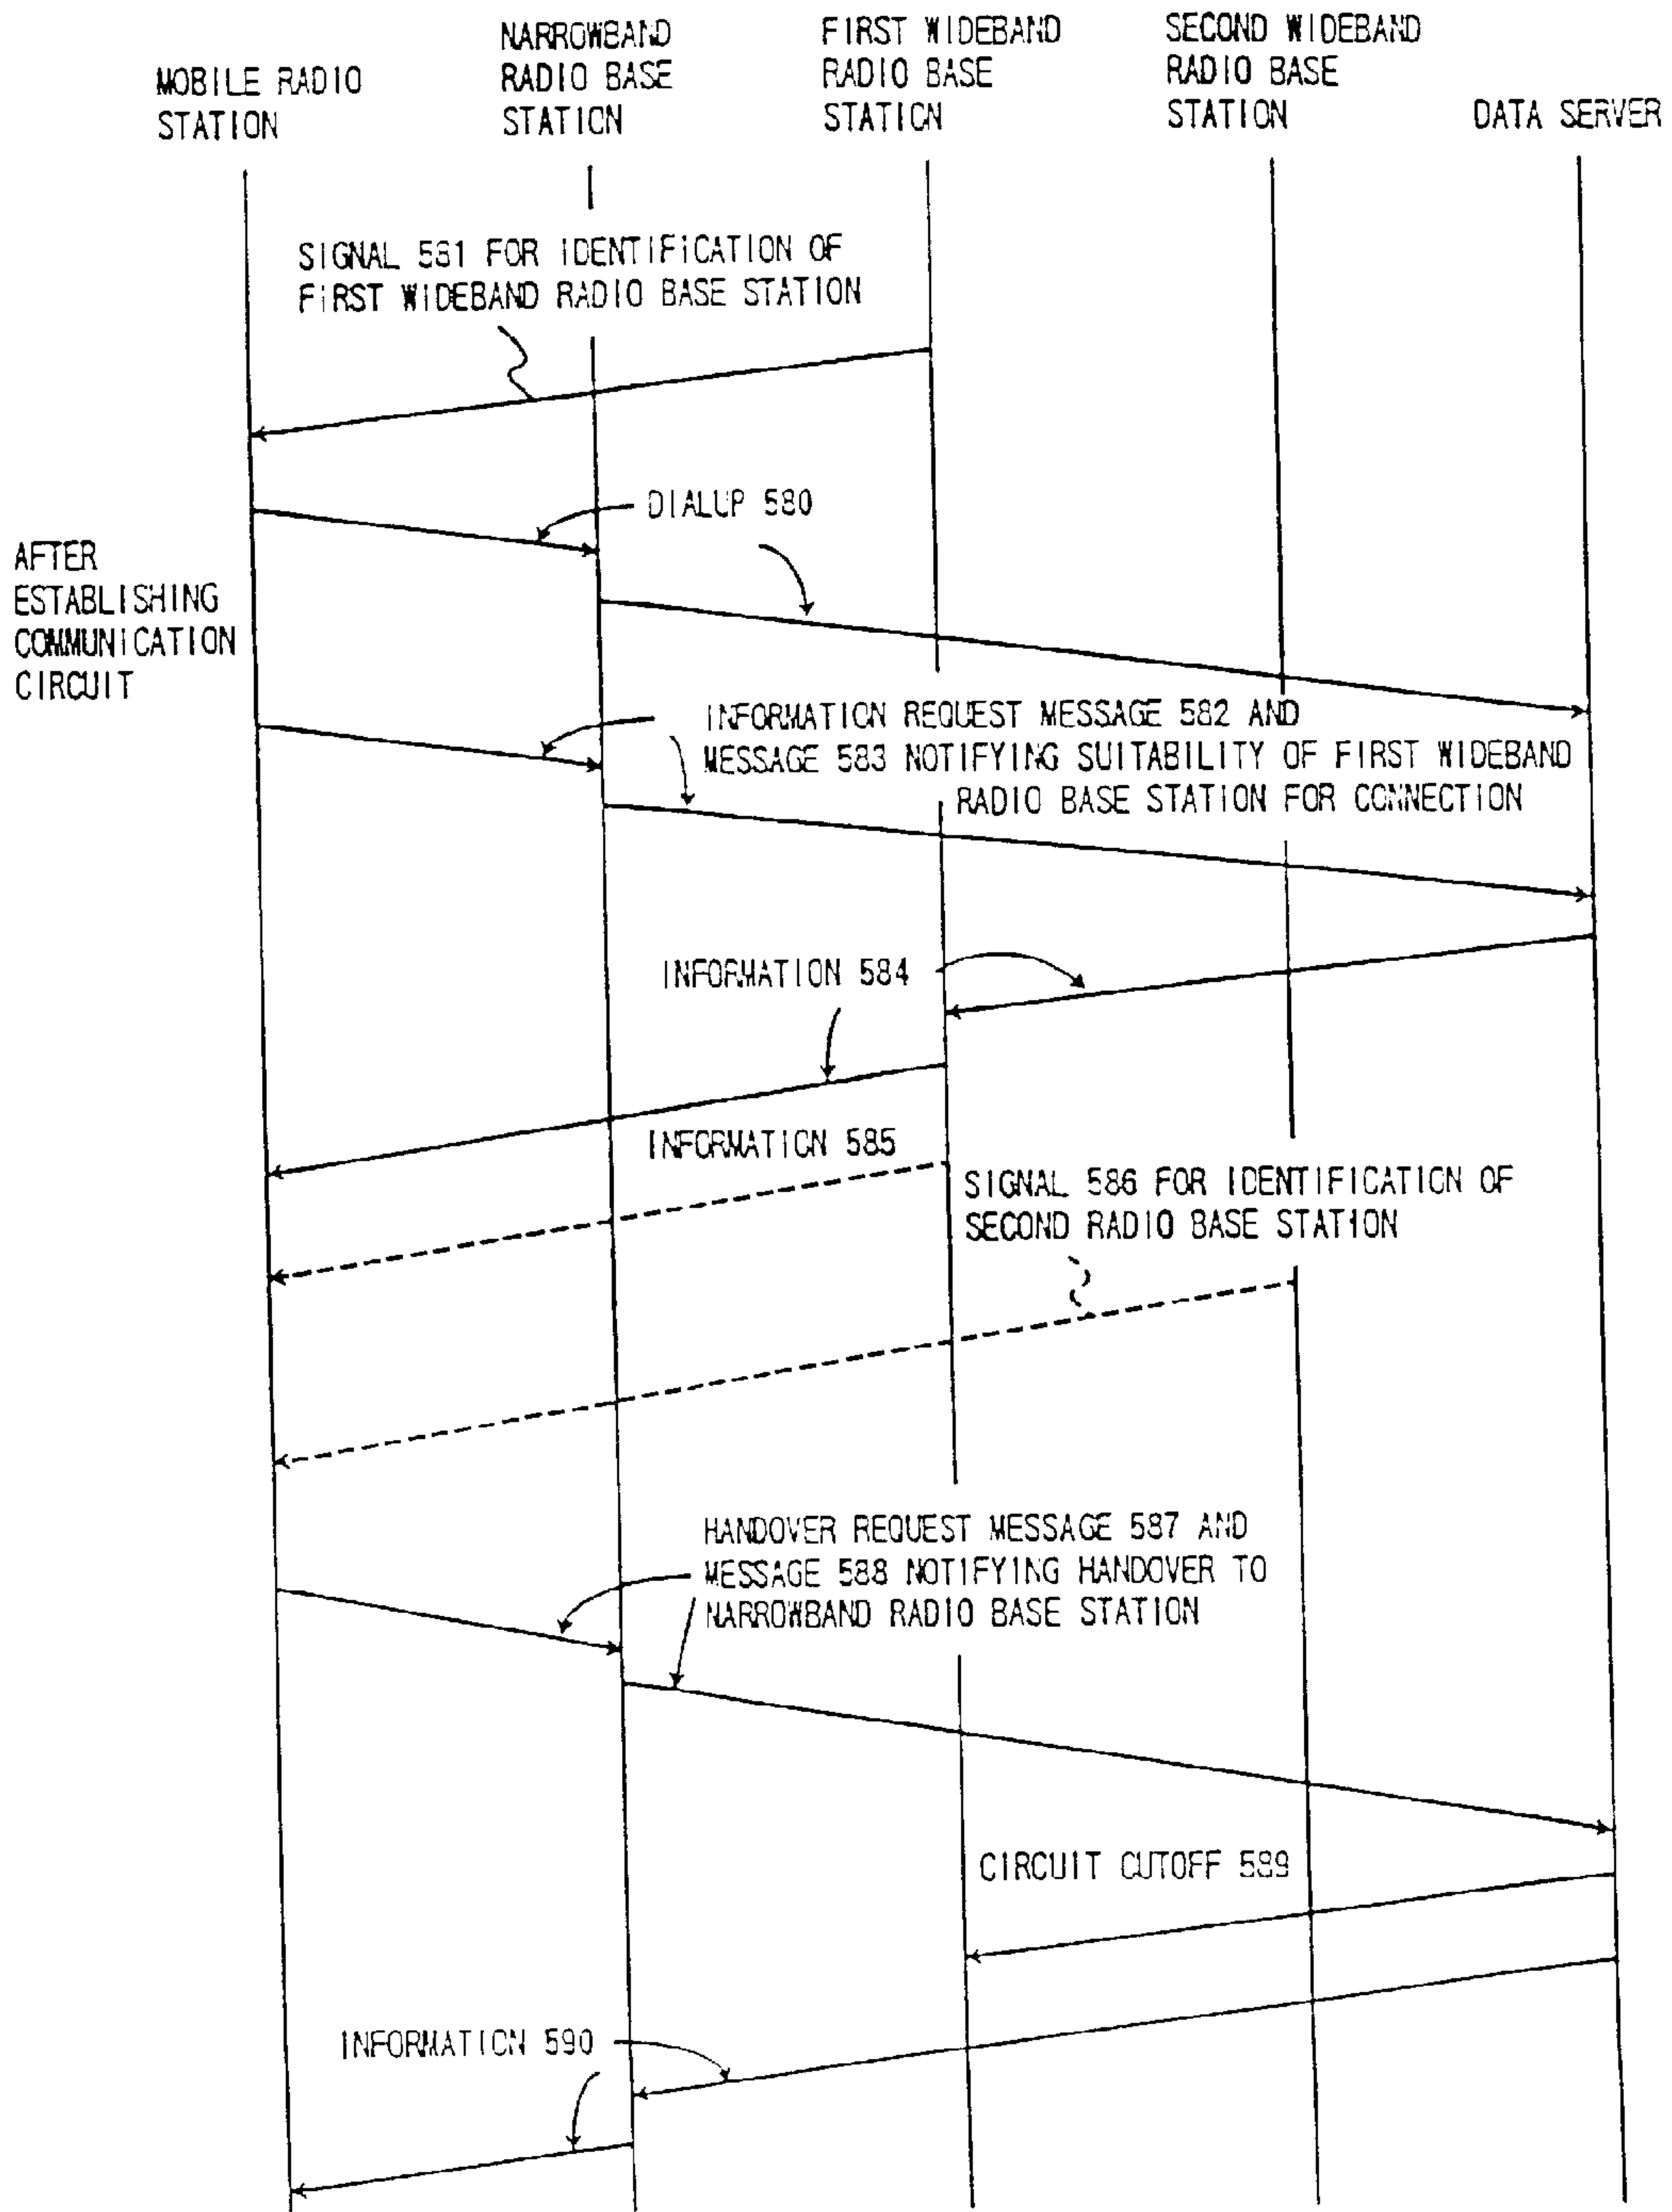 MOBILE RADIO
STATION
NARROWBAND
RADIO BASE
STATION
FIRST WIDEBAND
RADIO BASE
STATION
SECOND WIDEBAND
RADIO BASE
STATION
DATA SERVER
SIGNAL 581 FOR IDENTIFICATION OF
FIRST WIDEBAND RADIO BASE STATION
DIALUP 580
AFTER
ESTABLISHING
COMMUNICATION
CIRCUIT
INFORMATION REQUEST MESSAGE 582 AND
MESSAGE 583 NOTIFYING SUITABILITY OF FIRST WIDEBAND
RADIO BASE STATION FOR CONNECTION
INFORMATION 584
INFORMATION 585
SIGNAL 586 FOR IDENTIFICATION OF
SECOND RADIO BASE STATION
HANDOVER REQUEST MESSAGE 587 AND
MESSAGE 588 NOTIFYING HANDOVER TO
NARROWBAND RADIO BASE STATION
CIRCUIT CUTOFF 589
INFORMATION 590